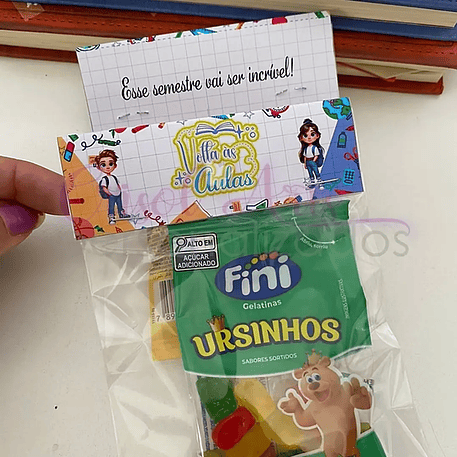 Esse semestre vai ser incrível!
Volta às
Aulas
ALTO EM
AÇÚCAR
ADICIONADO
Fini
Gelatinas
URSINHOS
SABORES SORTIDOS